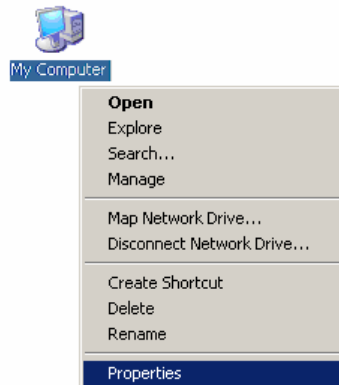 My Computer
Open
Explore
Search...
Manage
Map Network Drive...
Disconnect Network Drive...
Create Shortcut
Delete
Rename
Properties